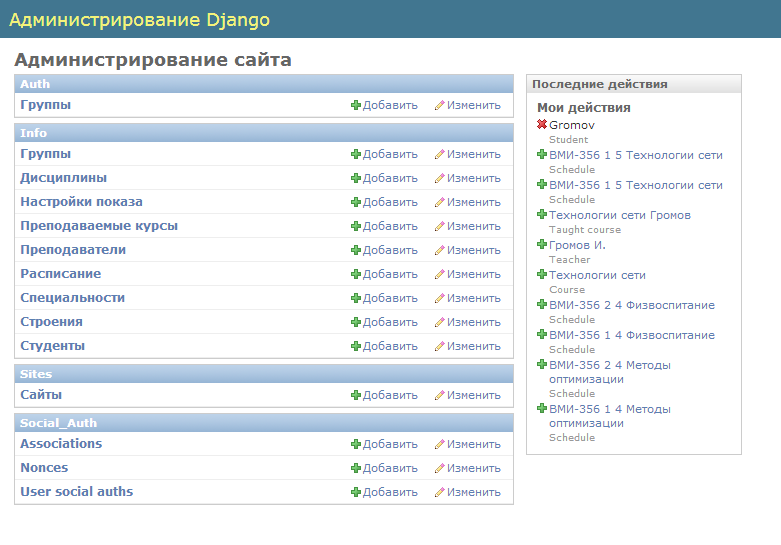 Администрирование Django
Администрирование сайта
Auth
Группы Добавить Изменить
Info
Группы Добавить Изменить
Дисциплины Добавить Изменить
Настройки показа Добавить Изменить
Преподаваемые курсы Добавить Изменить
Преподаватели Добавить Изменить
Расписание Добавить Изменить
Специальности Добавить Изменить
Строения Добавить Изменить
Студенты Добавить Изменить
Sites
Сайты Добавить Изменить
Social_Auth
Associations Добавить Изменить
Nonces Добавить Изменить
User social auths Добавить Изменить
Последние действия
Мои действия
Gromov
Student
ВМИ-356 1 5 Технологии сети
Schedule
ВМИ-356 1 5 Технологии сети
Schedule
Технологии сети Громов
Taught course
Громов И.
Teacher
Технологии сети
Course
ВМИ-356 2 4 Физвоспитание
Schedule
ВМИ-356 1 4 Физвоспитание
Schedule
ВМИ-356 2 4 Методы
оптимизации
Schedule
ВМИ-356 1 4 Методы
оптимизации
Schedule